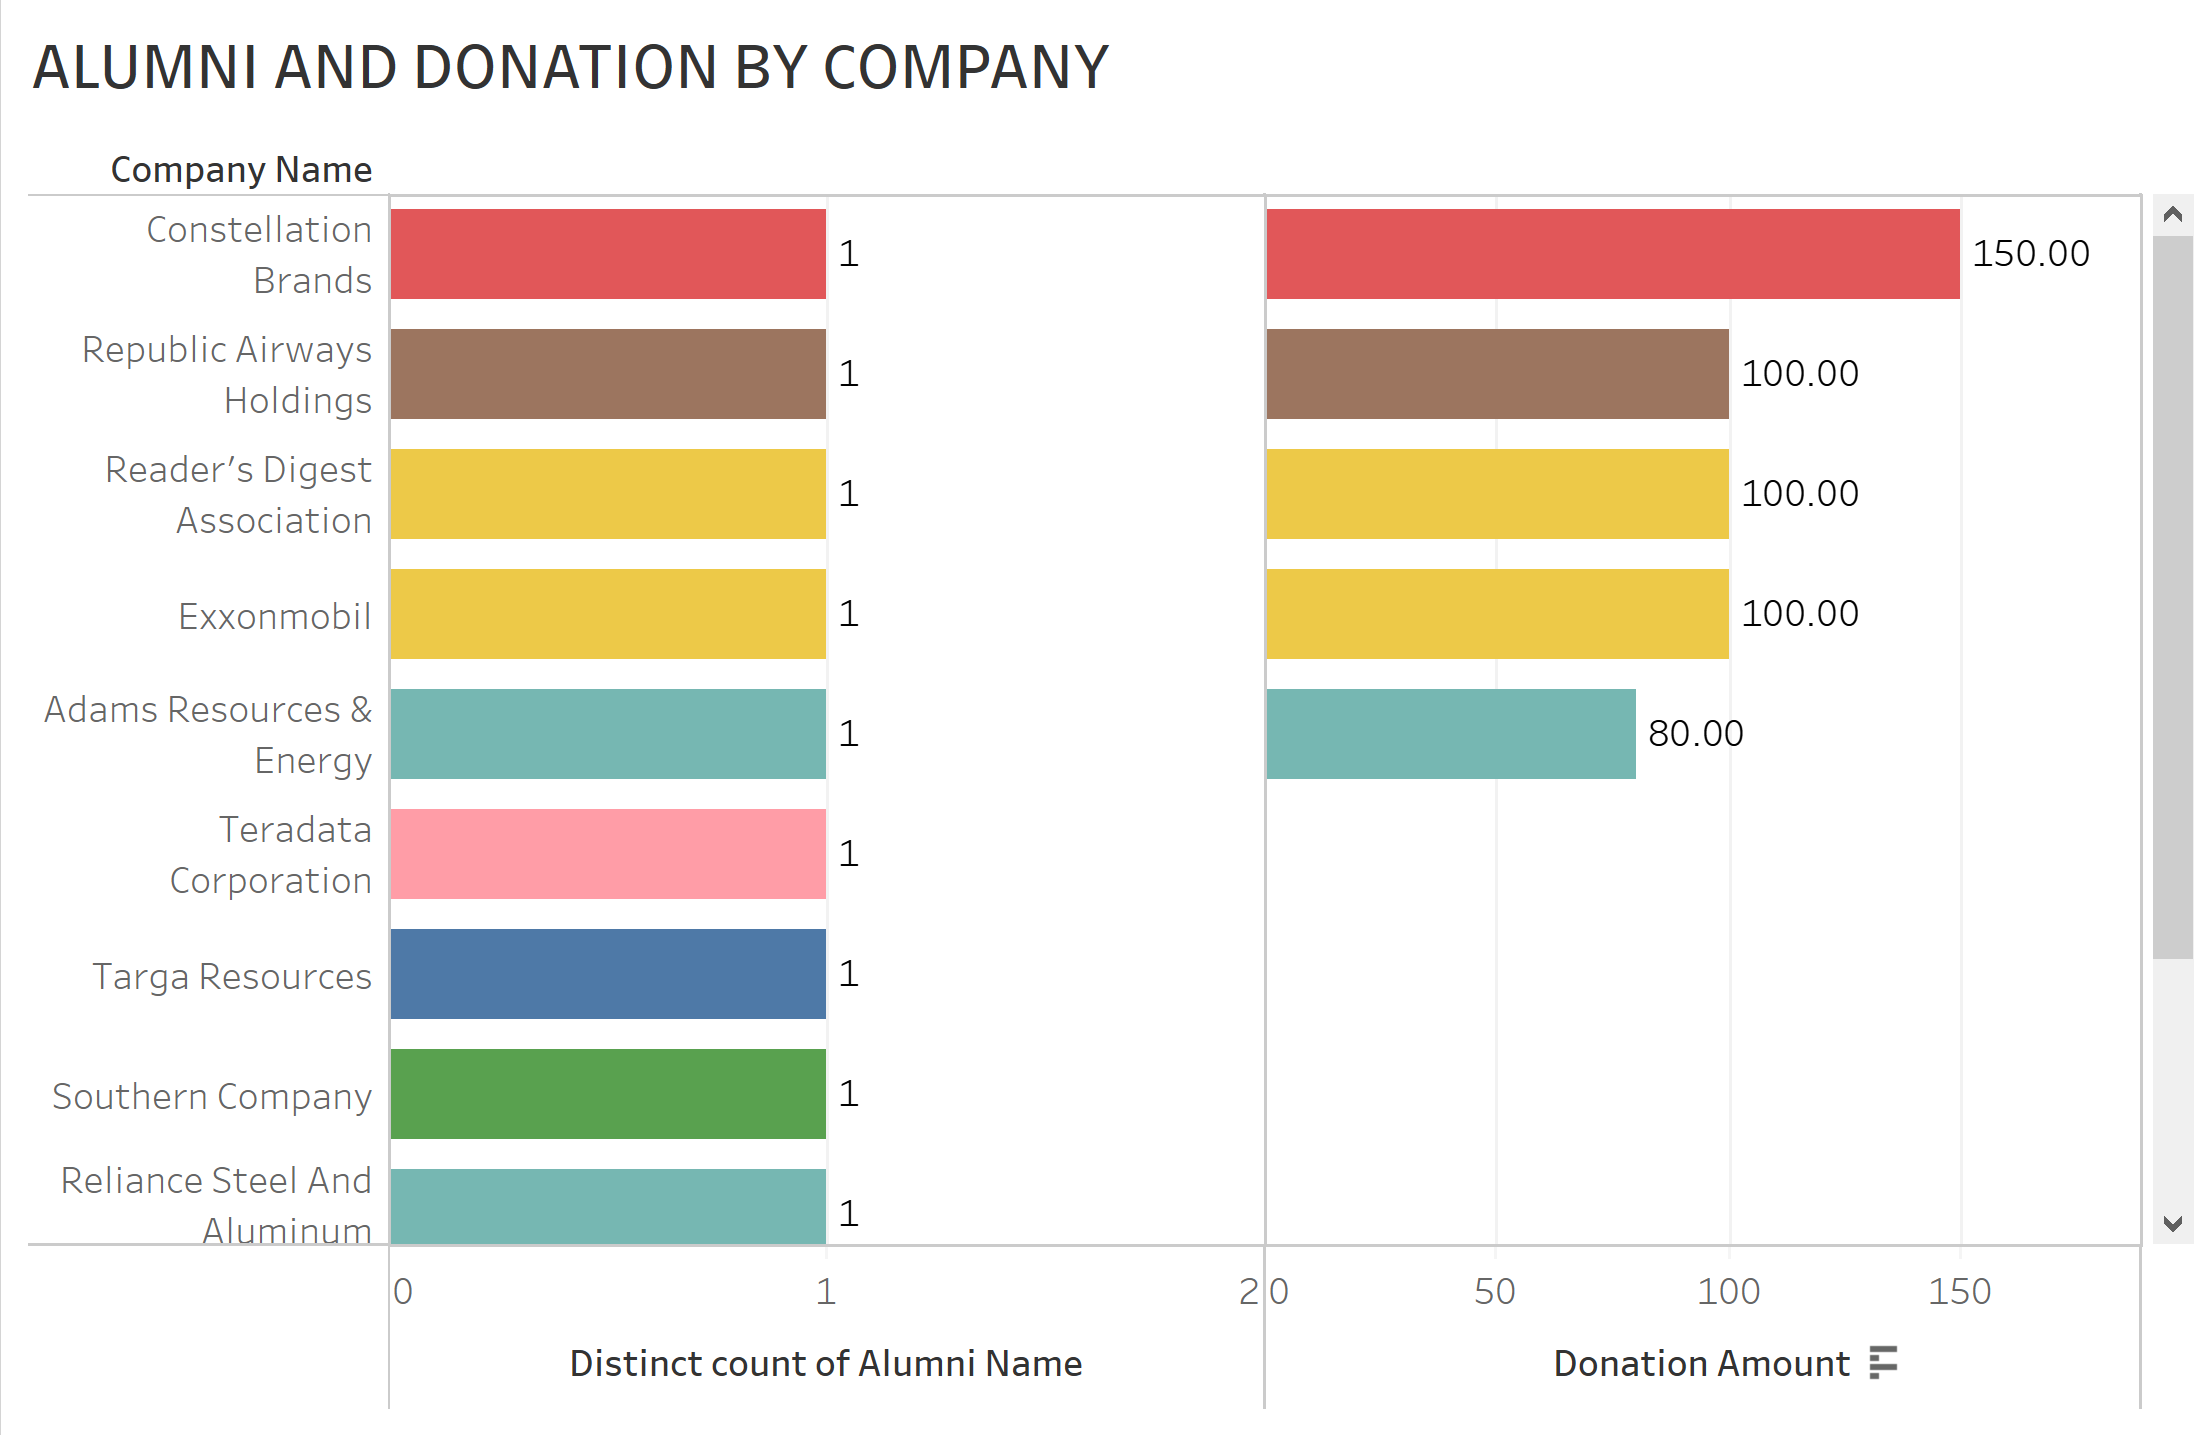 ALUMNI AND DONATION BY COMPANY
Company Name
Constellation
Brands
1
150.00
Republic Airways
Holdings
1
100.00
Reader's Digest
Association
1
100.00
Exxonmobil
1
100.00
Adams Resources &
Energy
1
80.00
Teradata
Corporation
1
Targa Resources
1
Southern Company
1
Reliance Steel And
Aluminum
1
0 1 2 0 50 100 150
Distinct count of Alumni Name
Donation Amount